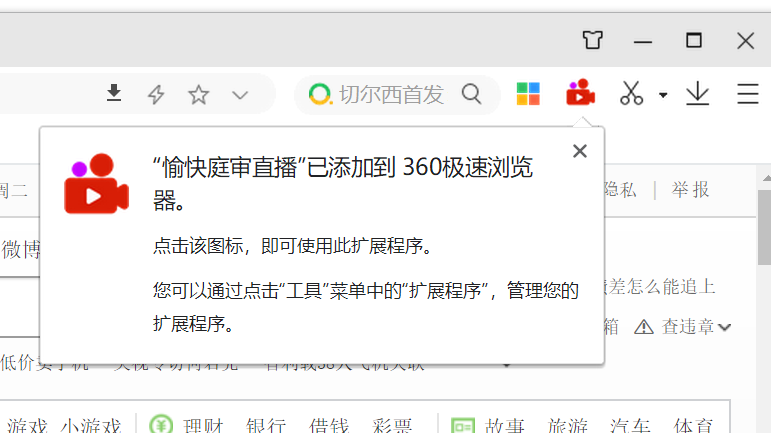 切尔西首发
“愉快庭审直播”已添加到 360极速浏览
器。
周二
隐私 | 举报
点击该图标，即可使用此扩展程序。
微博
您可以通过点击“工具”菜单中的“扩展程序”，管理您的
差怎么能追上
扩展程序。
箱 查违章
游戏 小游戏 理财 银行 借钱 彩票 故事 旅游 汽车 体育